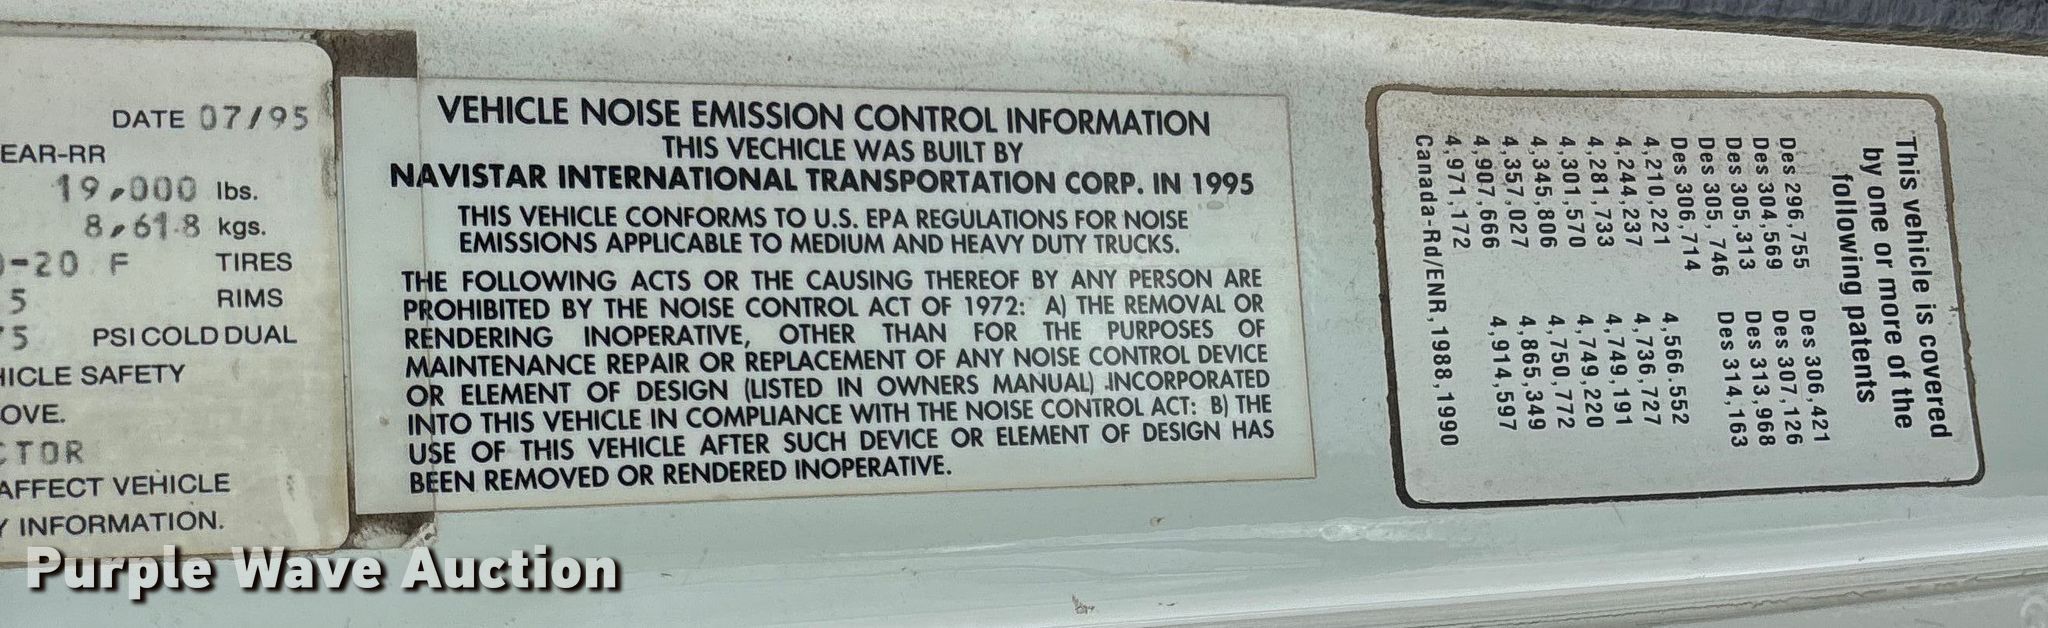 DATE 07/95
EAR-RR
19,000 lbs.
8,618 kgs.
-20 F TIRES
5 RIMS
5 PSI COLD DUAL
HICLE SAFETY
OVE.
CTOR
AFFECT VEHICLE
Y INFORMATION.
VEHICLE NOISE EMISSION CONTROL INFORMATION
THIS VECHICLE WAS BUILT BY
NAVISTAR INTERNATIONAL TRANSPORTATION CORP. IN 1995
THIS VEHICLE CONFORMS TO U.S. EPA REGULATIONS FOR NOISE
EMISSIONS APPLICABLE TO MEDIUM AND HEAVY DUTY TRUCKS.
THE FOLLOWING ACTS OR THE CAUSING THEREOF BY ANY PERSON ARE
PROHIBITED BY THE NOISE CONTROL ACT OF 1972: A) THE REMOVAL OR
RENDERING INOPERATIVE, OTHER THAN FOR THE PURPOSES OF
MAINTENANCE REPAIR OR REPLACEMENT OF ANY NOISE CONTROL DEVICE
OR ELEMENT OF DESIGN (LISTED IN OWNERS MANUAL) INCORPORATED
INTO THIS VEHICLE IN COMPLIANCE WITH THE NOISE CONTROL ACT: B) THE
USE OF THIS VEHICLE AFTER SUCH DEVICE OR ELEMENT OF DESIGN HAS
BEEN REMOVED OR RENDERED INOPERATIVE.
This vehicle is covered
by one or more of the
following patents
Des 296,755 Des 306,421
Des 304,569 Des 307,126
Des 305,313 Des 313,968
Des 305,746 Des 314,163
Des 306,714
4,210,221 4,566.552
4,244,237 4,736,727
4,281,733 4,749,191
4,301,570 4,749,220
4,345,806 4,750,772
4,357,027 4,865,349
4,907,666 4,914,597
4,971,172
Canada-Rd/ENR,1988,1990
Purple Wave Auction